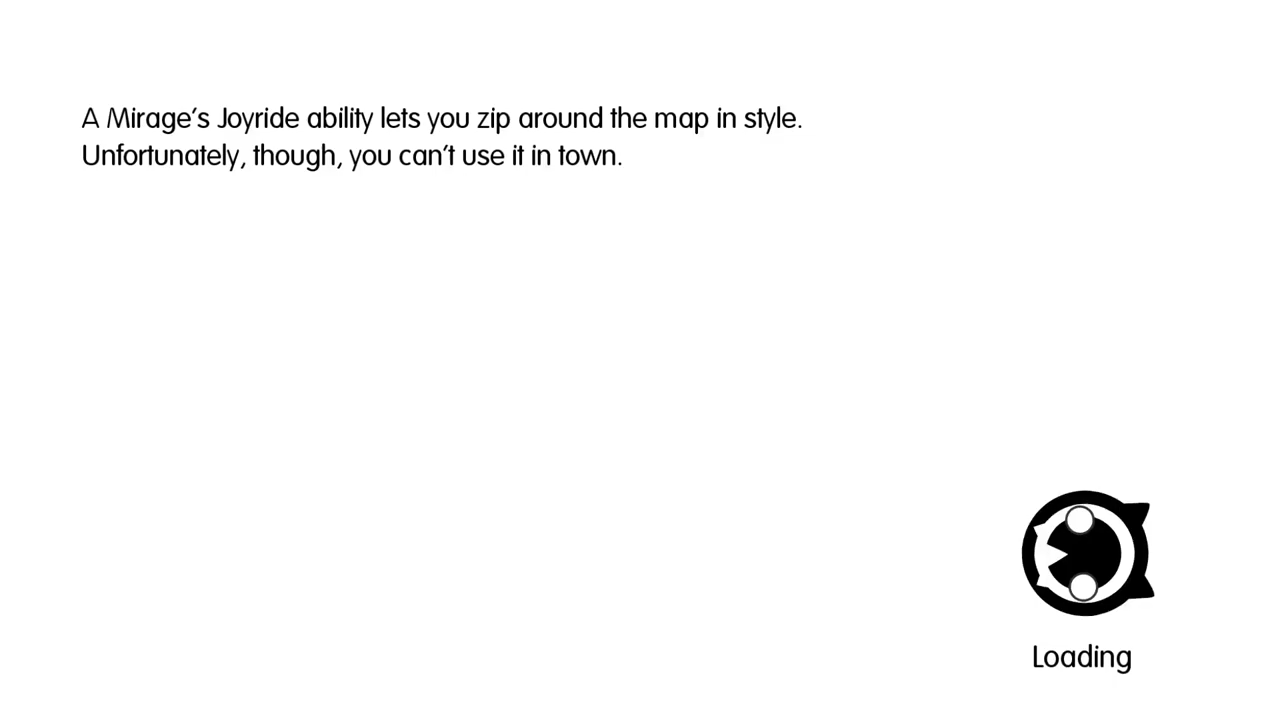 A Mirage's Joyride ability lets you zip around the map in style.
Unfortunately, though, you can't use it in town.
Loading